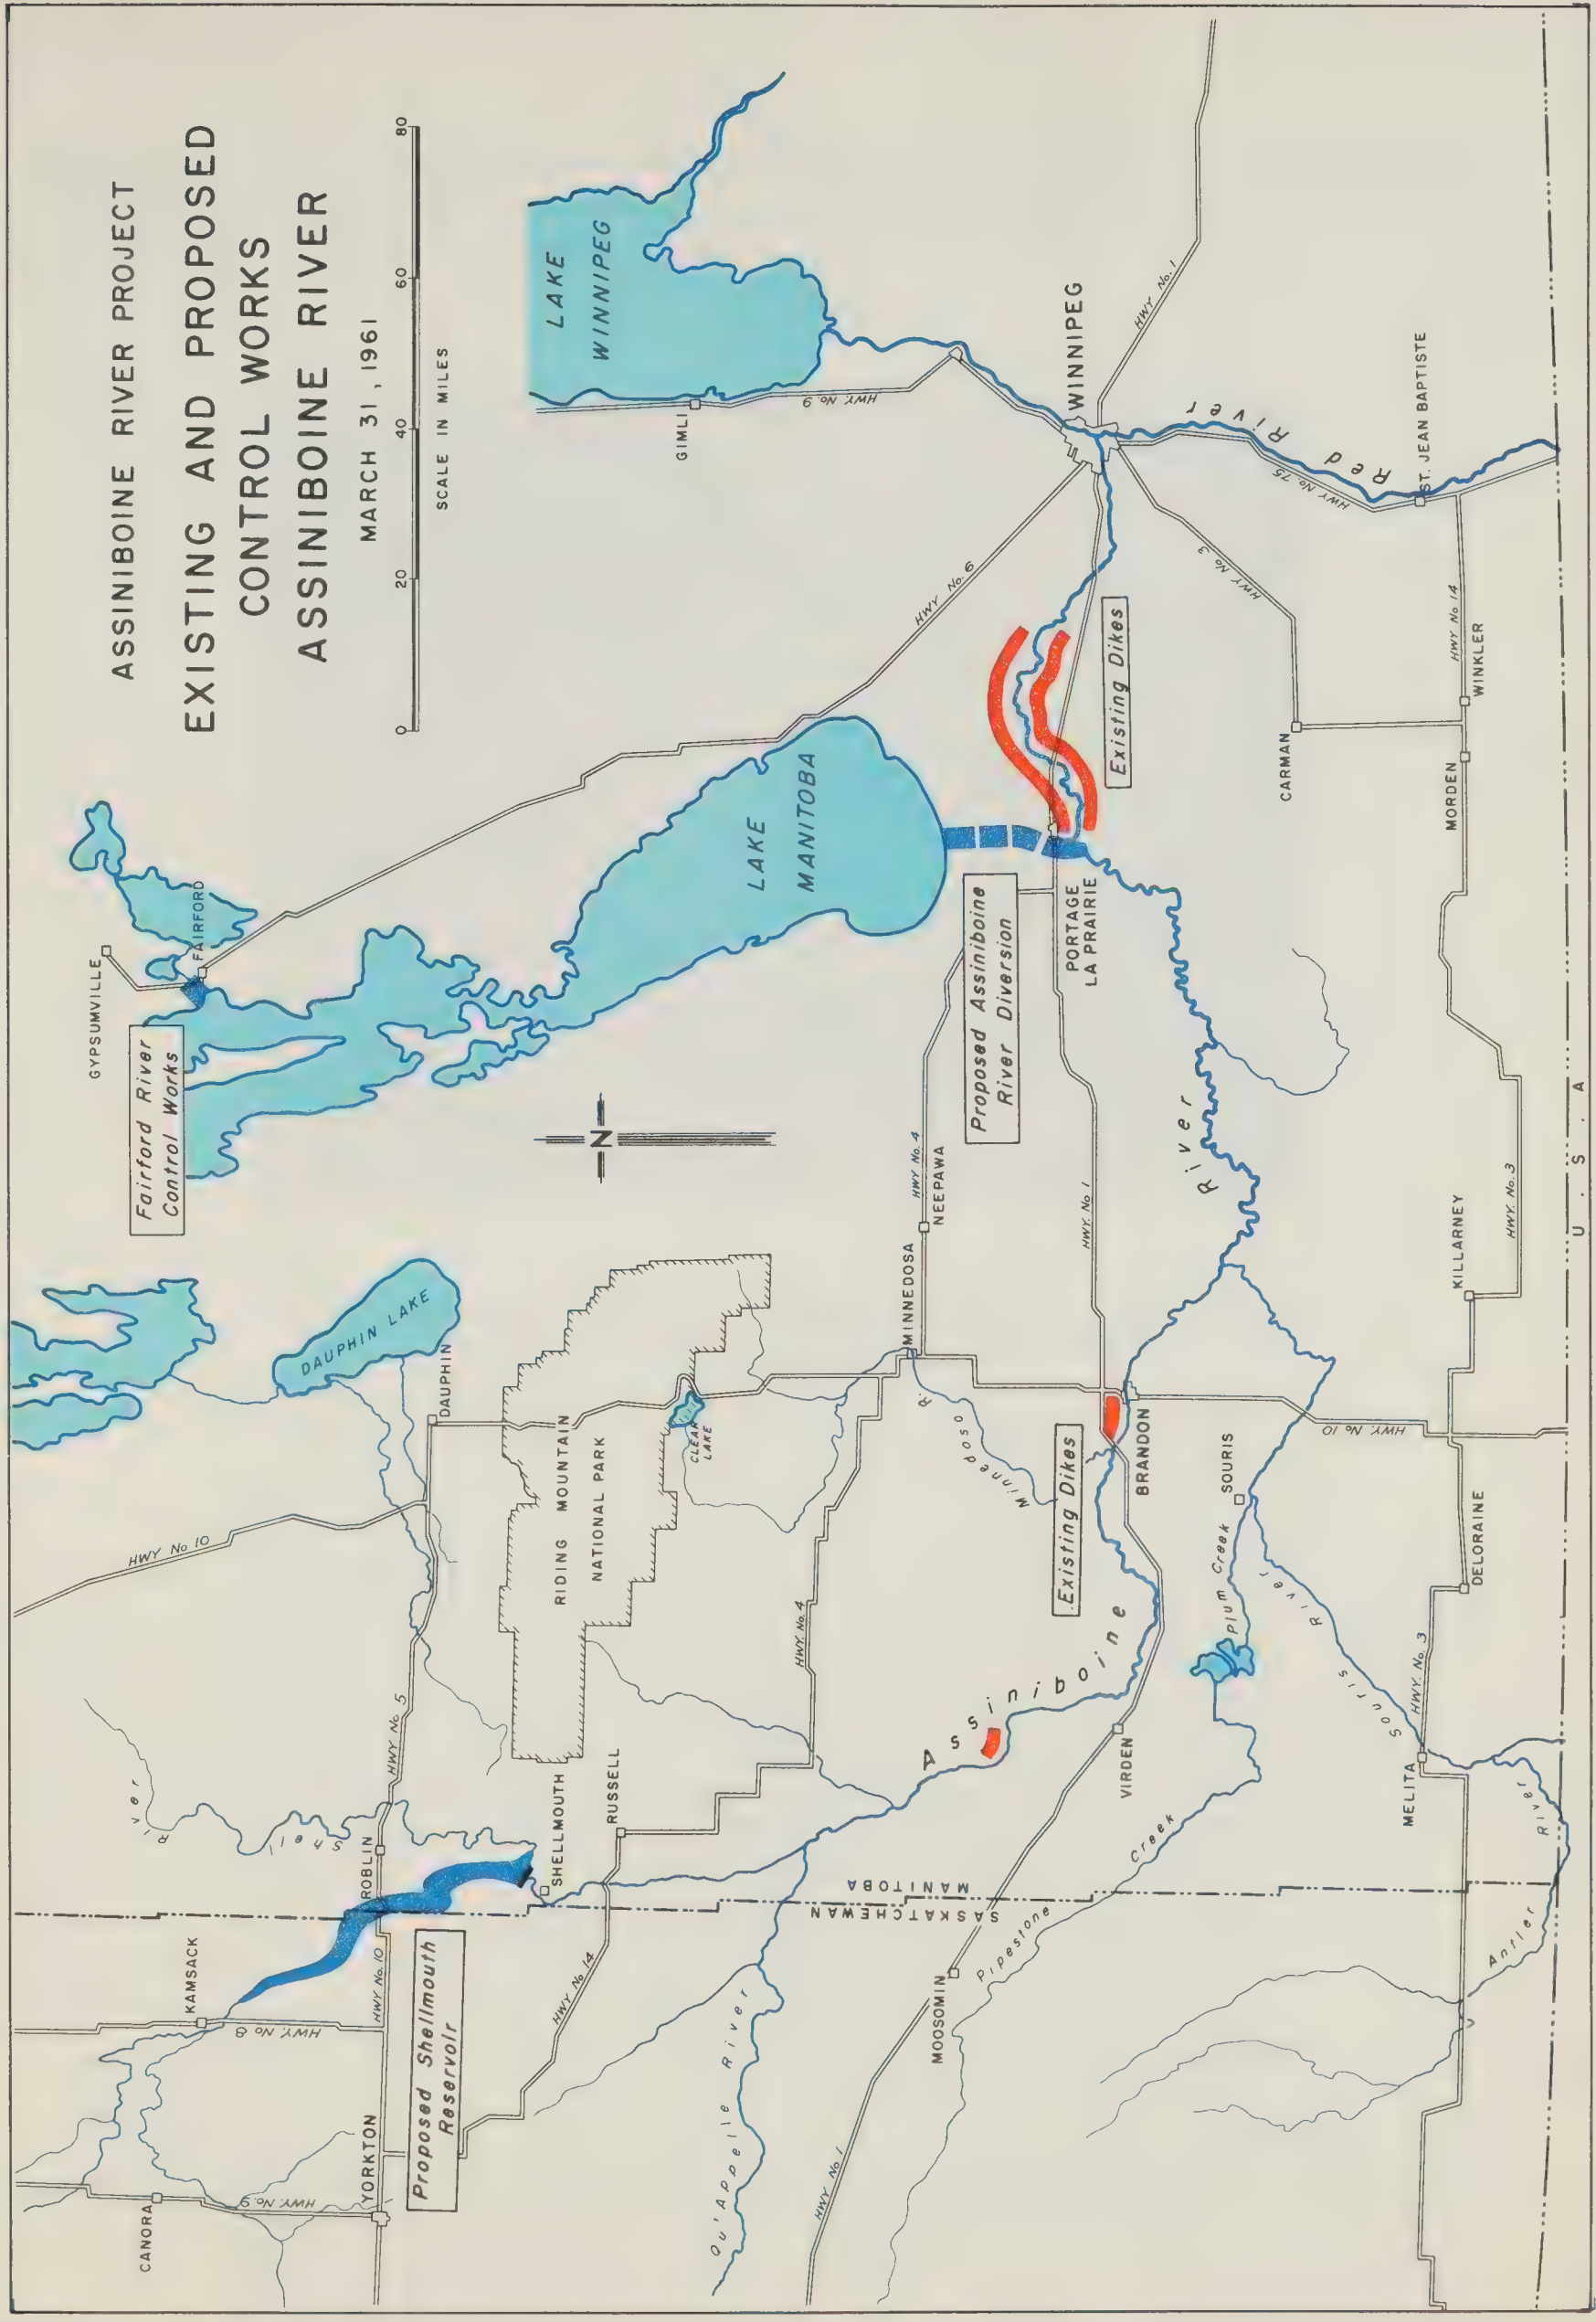 ASSINIBOINE RIVER PROJECT
EXISTING AND PROPOSED
CONTROL WORKS
ASSINIBOINE RIVER
MARCH 31, 1961
SCALE IN MILES
0 20 40 60 80
CANORA
HWY. No. 9
YORKTON
KAMSACK
HWY. No. 8
HWY No. 10
Proposed Shellmouth
Reservoir
ROBLIN
Shell
River
HWY No. 5
HWY No 10
SHELLMOUTH
RUSSELL
HWY No 14
DAUPHIN
DAUPHIN LAKE
RIDING MOUNTAIN
NATIONAL PARK
CLEAR
LAKE
GYPSUMVILLE
FAIRFORD
Fairford River
Control Works
N
LAKE
MANITOBA
LAKE
WINNIPEG
GIMLI
HWY. No. 9
HWY No. 6
WINNIPEG
HWY No. 1
Red River
HWY No. 75
ST. JEAN BAPTISTE
HWY No. 3
CARMAN
HWY No 14
WINKLER
MORDEN
Existing Dikes
PORTAGE
LA PRAIRIE
Proposed Assiniboine
River Diversion
HWY No. 4
NEEPAWA
MINNEDOSA
HWY. No 1
Minnedosa R.
HWY. No. 4
Existing Dikes
BRANDON
Assiniboine
River
Qu'Appelle River
SASKATCHEWAN
MANITOBA
MOOSOMIN
HWY No. 1
Pipestone
Creek
VIRDEN
Plum Creek
SOURIS
HWY. No 10
Souris
River
MELITA
HWY. No. 3
DELORAINE
KILLARNEY
HWY. No. 3
Antler
River
U . S . A